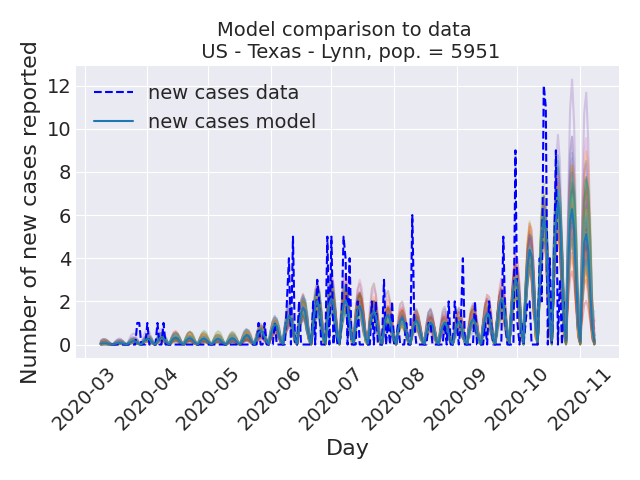 Model comparison to data
US - Texas - Lynn, pop. = 5951
Number of new cases reported
12
10
8
6
4
2
0
new cases data
new cases model
2020-03
2020-04
2020-05
2020-06
2020-07
2020-08
2020-09
2020-10
2020-11
Day